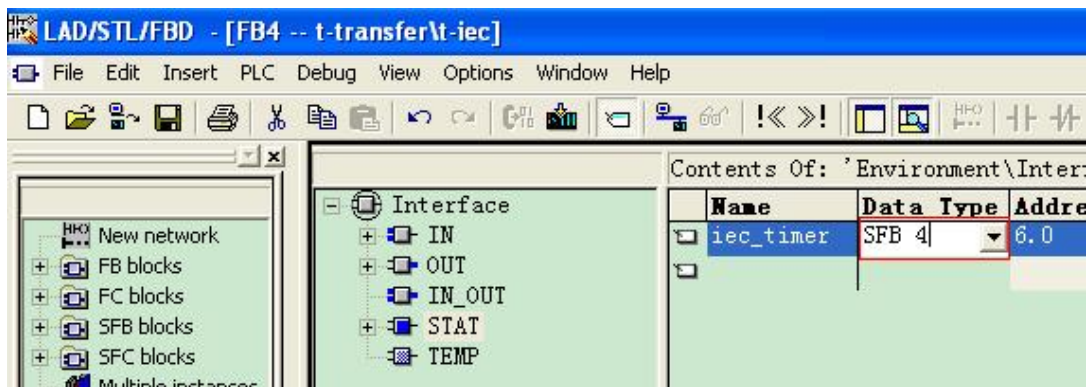 LAD/STL/FBD - [FB4 -- t-transfer\t-iec]
File Edit Insert PLC Debug View Options Window Help
Contents Of: 'Environment\Inter
Name Data Type Addre
iec_timer SFB 4 6.0
Interface
IN
OUT
IN_OUT
STAT
TEMP
New network
FB blocks
FC blocks
SFB blocks
SFC blocks
Multiple instances